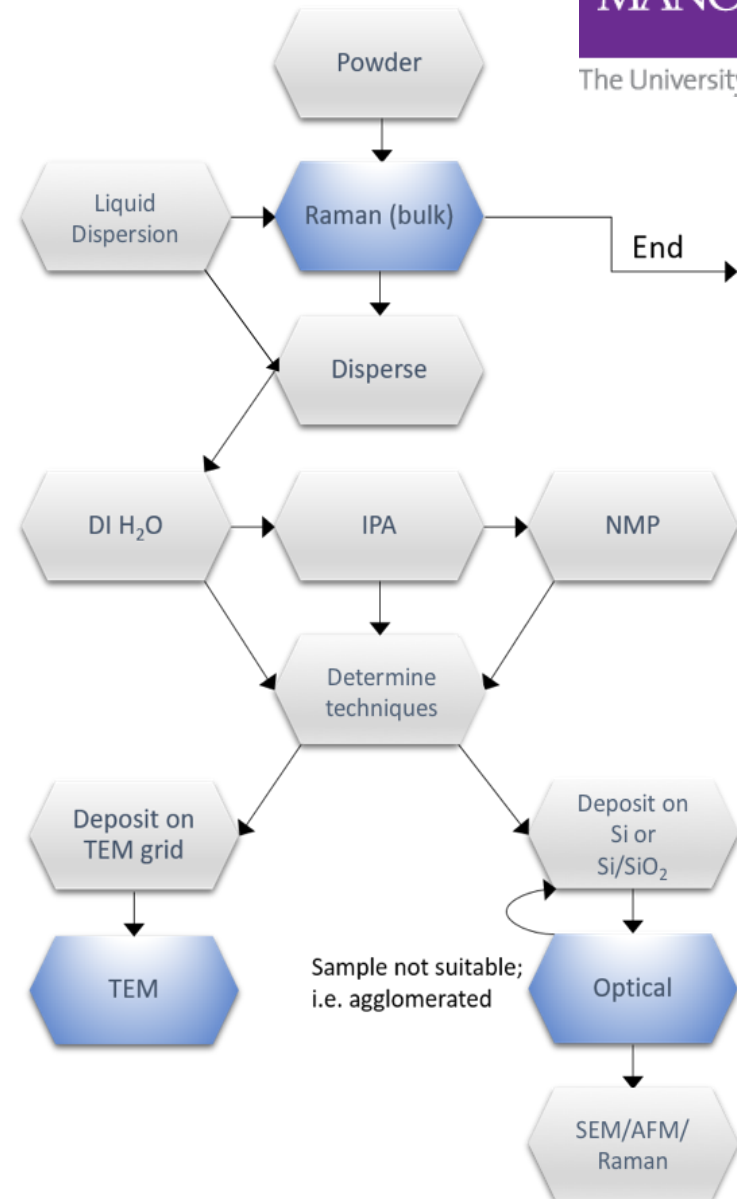 Powder
The University
Liquid
Dispersion
Raman (bulk)
End
Disperse
DI H₂O
IPA
NMP
Determine
techniques
Deposit on
TEM grid
Deposit on
Si or
Si/SiO₂
TEM
Sample not suitable;
i.e. agglomerated
Optical
SEM/AFM/
Raman